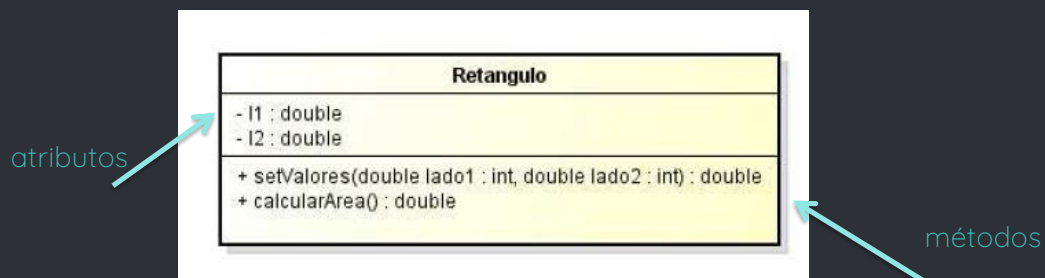 Retangulo
- l1 : double
- l2 : double
atributos
+ setValores(double lado1 : int, double lado2 : int) : double
+ calcularArea() : double
métodos